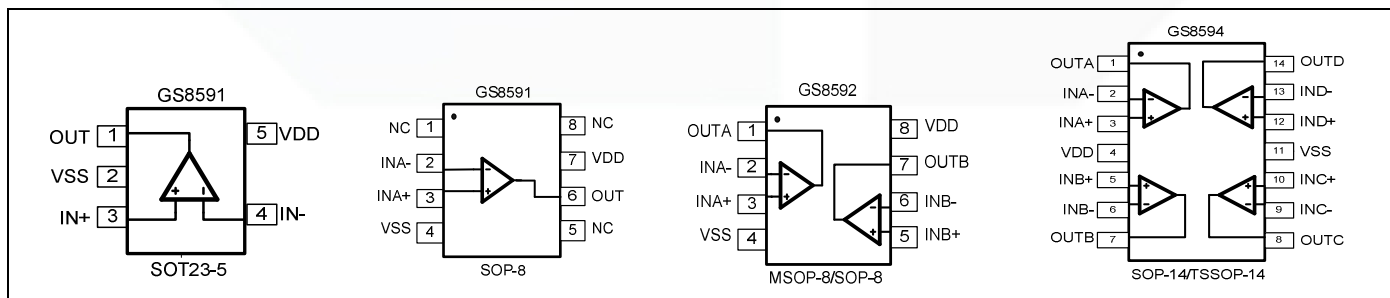 GS8591
OUT 1 5 VDD
VSS 2
IN+ 3 4 IN-
+ -
SOT23-5
GS8591
NC 1 8 NC
INA- 2 7 VDD
INA+ 3 6 OUT
VSS 4 5 NC
- +
SOP-8
GS8592
OUTA 1 8 VDD
INA- 2 7 OUTB
INA+ 3 6 INB-
VSS 4 5 INB+
- +
- +
MSOP-8/SOP-8
GS8594
OUTA 1 14 OUTD
INA- 2 13 IND-
INA+ 3 12 IND+
VDD 4 11 VSS
INB+ 5 10 INC+
INB- 6 9 INC-
OUTB 7 8 OUTC
- +
- +
+ -
+ -
SOP-14/TSSOP-14